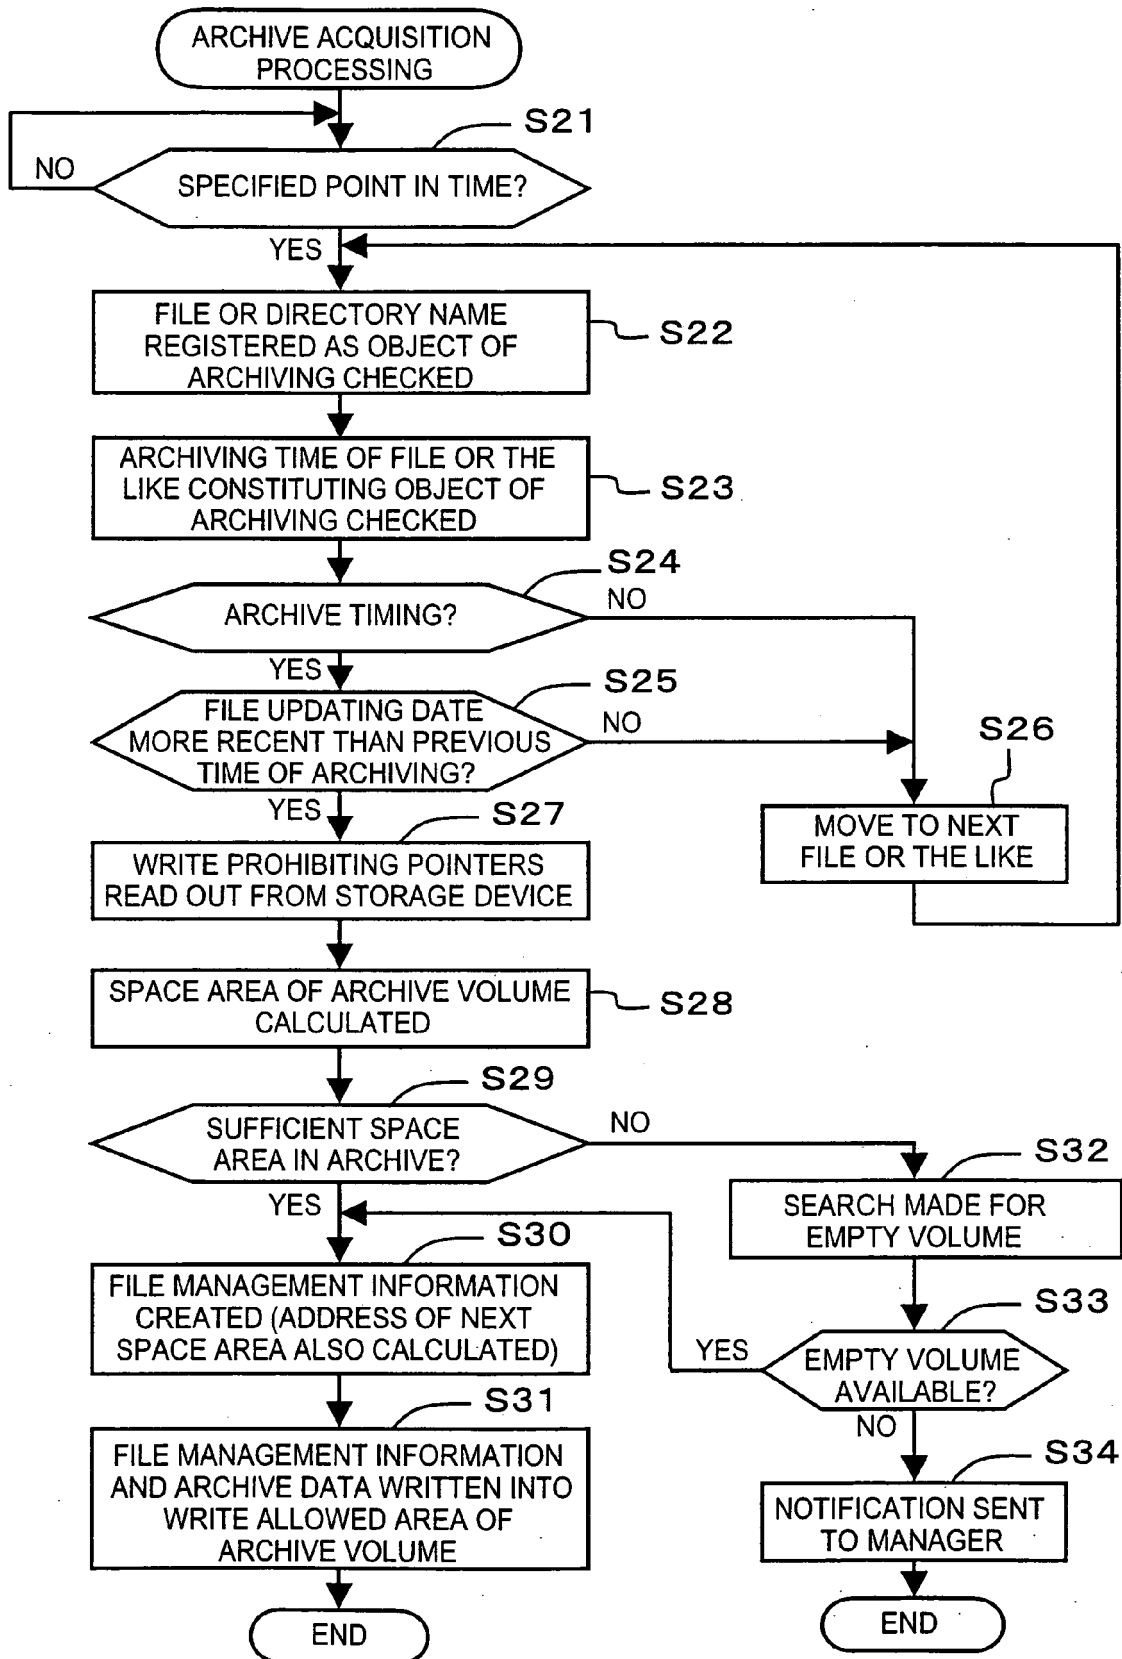 ARCHIVE ACQUISITION
PROCESSING
S21
NO
SPECIFIED POINT IN TIME?
YES
FILE OR DIRECTORY NAME
REGISTERED AS OBJECT OF
ARCHIVING CHECKED
S22
ARCHIVING TIME OF FILE OR THE
LIKE CONSTITUTING OBJECT OF
ARCHIVING CHECKED
S23
S24
ARCHIVE TIMING?
NO
YES
S25
FILE UPDATING DATE
MORE RECENT THAN PREVIOUS
TIME OF ARCHIVING?
NO
S26
MOVE TO NEXT
FILE OR THE LIKE
YES
S27
WRITE PROHIBITING POINTERS
READ OUT FROM STORAGE DEVICE
SPACE AREA OF ARCHIVE VOLUME
CALCULATED
S28
S29
SUFFICIENT SPACE
AREA IN ARCHIVE?
NO
S32
SEARCH MADE FOR
EMPTY VOLUME
YES
S30
FILE MANAGEMENT INFORMATION
CREATED (ADDRESS OF NEXT
SPACE AREA ALSO CALCULATED)
S33
YES
EMPTY VOLUME
AVAILABLE?
NO
S31
FILE MANAGEMENT INFORMATION
AND ARCHIVE DATA WRITTEN INTO
WRITE ALLOWED AREA OF
ARCHIVE VOLUME
S34
NOTIFICATION SENT
TO MANAGER
END
END